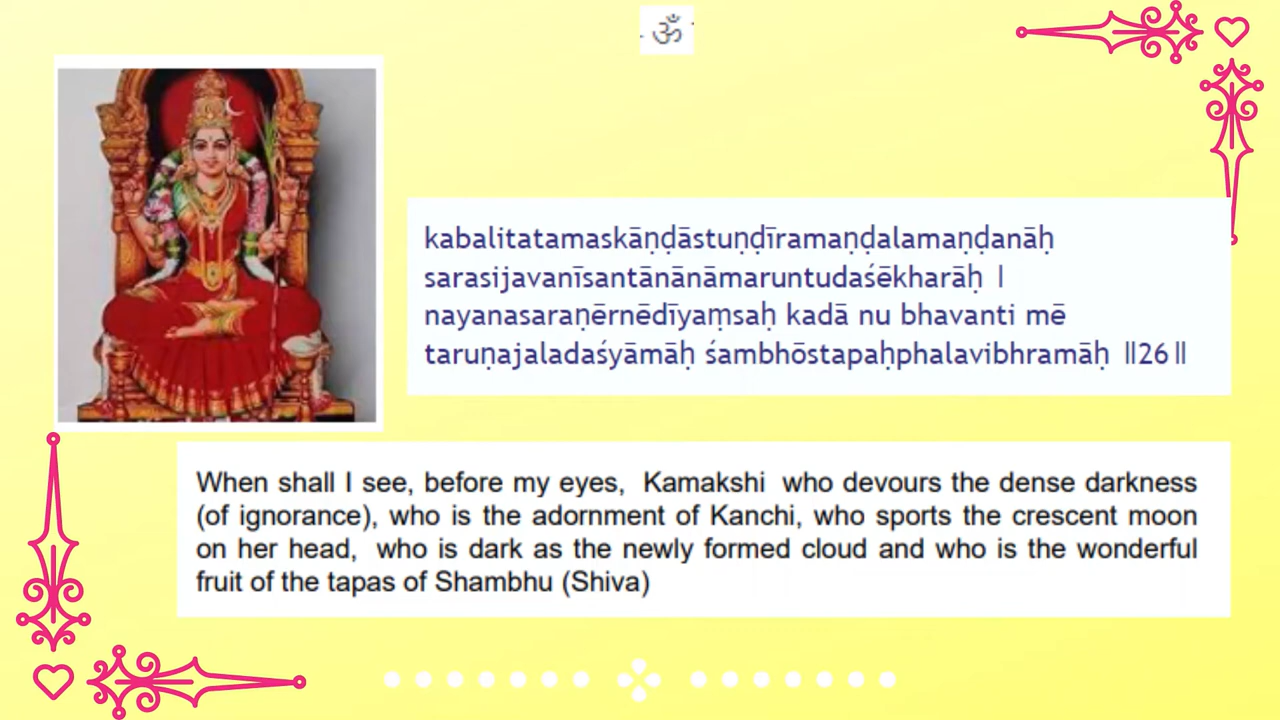 ॐ
kabalitatamaskāṇḍāstuṇḍīramaṇḍalamaṇḍanāḥ
sarasijavanīsantānānāmaruntudaśēkharāḥ |
nayanasaraṇērnēdīyaṃsaḥ kadā nu bhavanti mē
taruṇajaladaśyāmāḥ śambhōstapaḥphalavibhramāḥ ‖26‖
When shall I see, before my eyes, Kamakshi who devours the dense darkness
(of ignorance), who is the adornment of Kanchi, who sports the crescent moon
on her head, who is dark as the newly formed cloud and who is the wonderful
fruit of the tapas of Shambhu (Shiva)